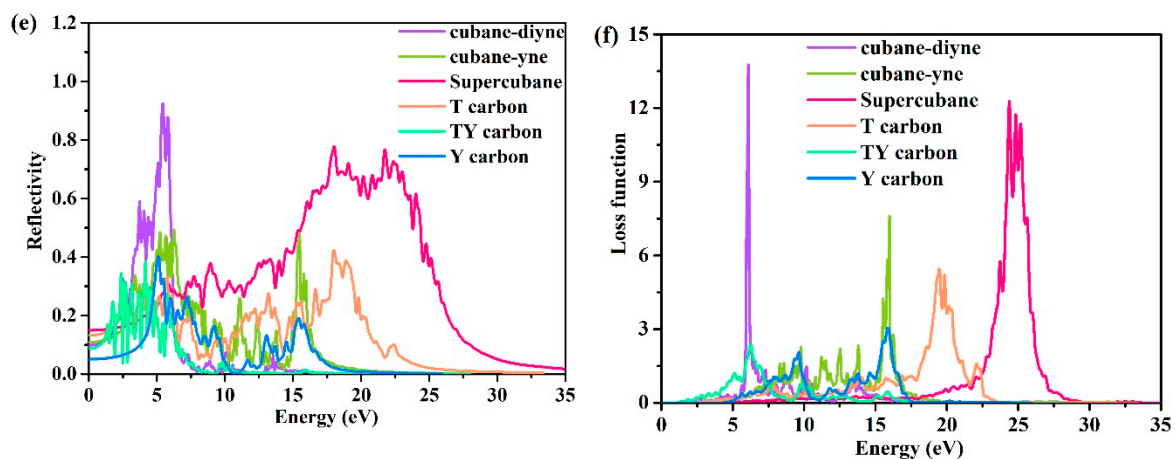 (e)
1.2
1.0
0.8
0.6
0.4
0.2
0.0
Reflectivity
cubane-diyne
cubane-yne
Supercubane
T carbon
TY carbon
Y carbon
0 5 10 15 20 25 30 35
Energy (eV)
(f)
15
12
9
6
3
0
Loss function
cubane-diyne
cubane-yne
Supercubane
T carbon
TY carbon
Y carbon
0 5 10 15 20 25 30 35
Energy (eV)